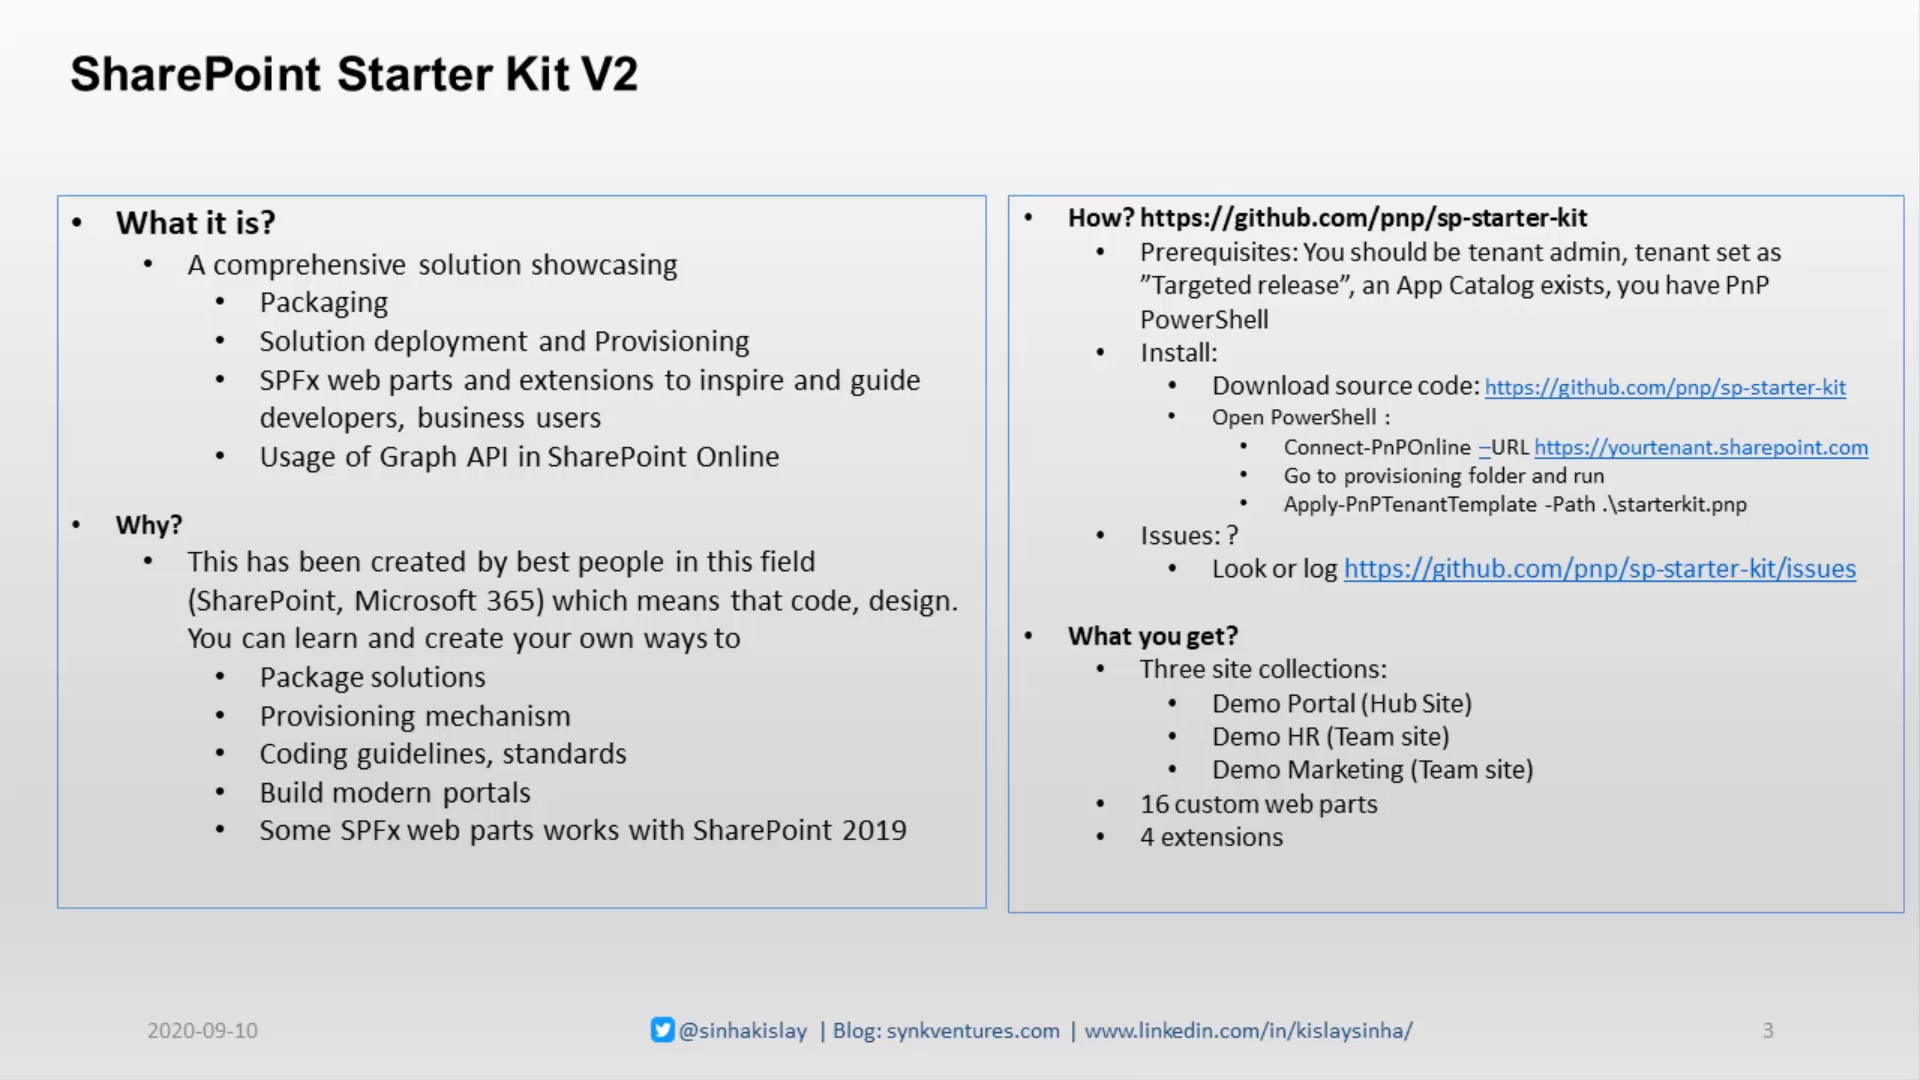 SharePoint Starter Kit V2
• What it is?
• A comprehensive solution showcasing
• Packaging
• Solution deployment and Provisioning
• SPFx web parts and extensions to inspire and guide
developers, business users
• Usage of Graph API in SharePoint Online
• Why?
• This has been created by best people in this field
(SharePoint, Microsoft 365) which means that code, design.
You can learn and create your own ways to
• Package solutions
• Provisioning mechanism
• Coding guidelines, standards
• Build modern portals
• Some SPFx web parts works with SharePoint 2019
• How? https://github.com/pnp/sp-starter-kit
• Prerequisites: You should be tenant admin, tenant set as
”Targeted release”, an App Catalog exists, you have PnP
PowerShell
• Install:
• Download source code: https://github.com/pnp/sp-starter-kit
• Open PowerShell :
• Connect-PnPOnline –URL https://yourtenant.sharepoint.com
• Go to provisioning folder and run
• Apply-PnPTenantTemplate -Path .\starterkit.pnp
• Issues: ?
• Look or log https://github.com/pnp/sp-starter-kit/issues
• What you get?
• Three site collections:
• Demo Portal (Hub Site)
• Demo HR (Team site)
• Demo Marketing (Team site)
• 16 custom web parts
• 4 extensions
2020-09-10
@sinhakislay | Blog: synkventures.com | www.linkedin.com/in/kislaysinha/
3